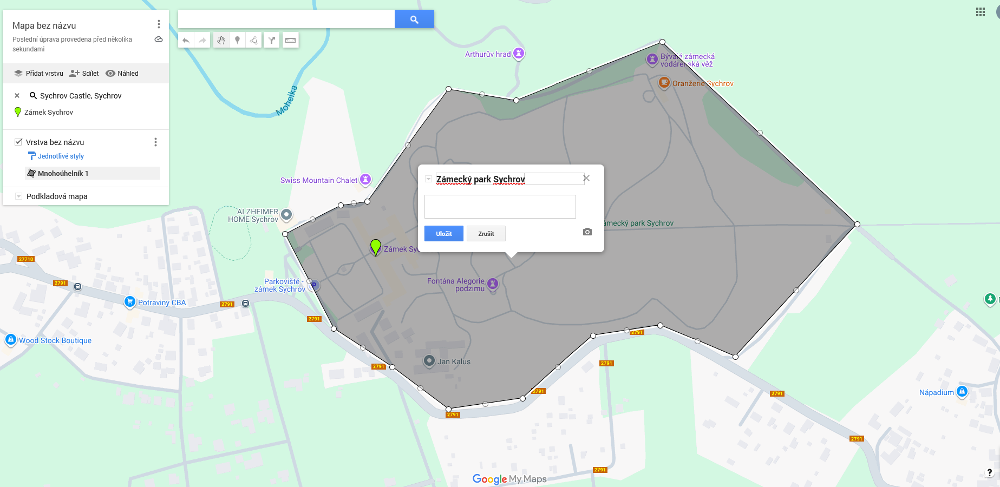 Mapa bez názvu
Poslední úprava provedena před několika
sekundami
Přidat vrstvu
Sdílet
Náhled
Sychrov Castle, Sychrov
Zámek Sychrov
Vrstva bez názvu
Jednotlivé styly
Mnohoúhelník 1
Podkladová mapa
Mohelka
Arthurův hrad
Bývalá zámecká
vodárenská věž
Oranžerie Sychrov
Swiss Mountain Chalet
ALZHEIMER
HOME Sychrov
Zámecký park Sychrov
Uložit
Zrušit
ámecký park Sychrov
Zámek Syc
Fontána Alegorie
podzimu
Parkoviště -
zámek Sychrov
P
27710
2791
Potraviny CBA
2791
2791
Wood Stock Boutique
2791
2791
Jan Kalus
2791
2791
2791
2791
2791
Nápadium
2791
2791
Google My Maps
?